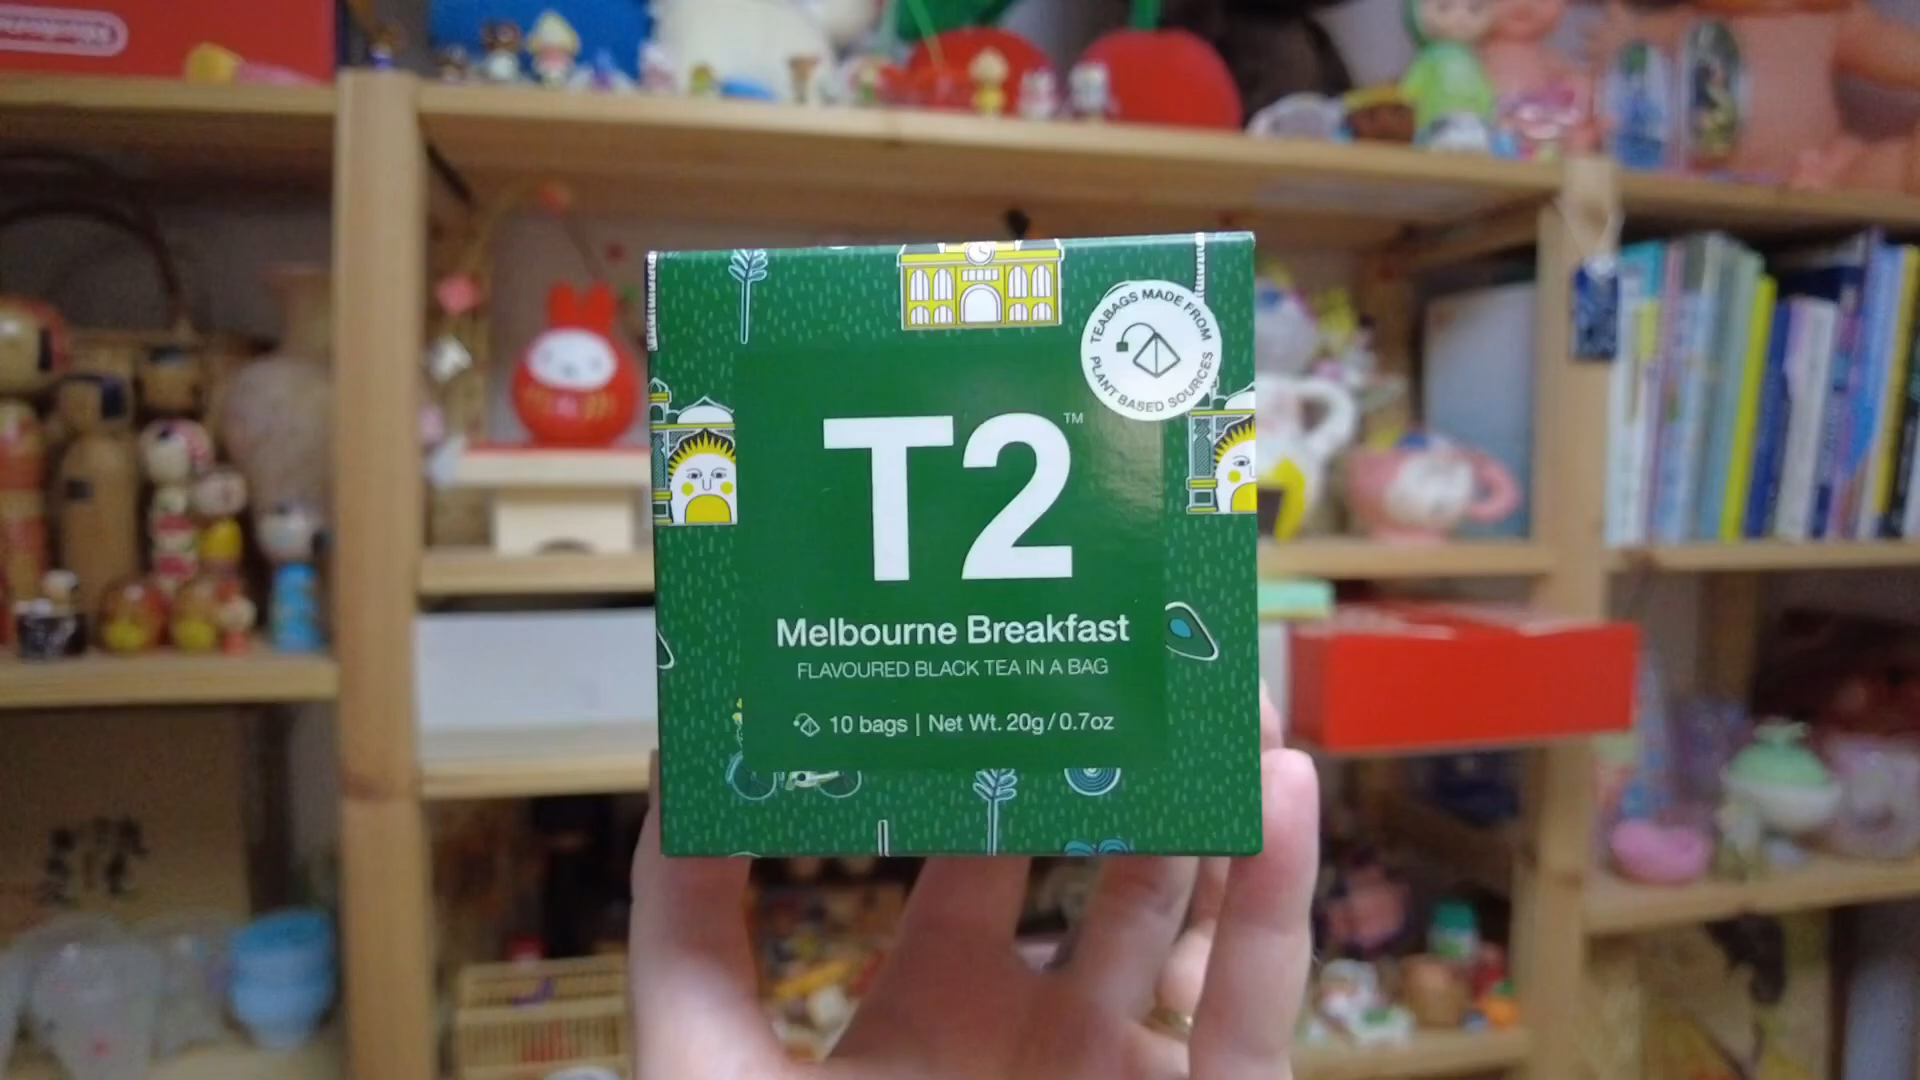 TEABAGS MADE FROM
PLANT BASED SOURCES
T2™
Melbourne Breakfast
FLAVOURED BLACK TEA IN A BAG
10 bags | Net Wt. 20g / 0.7oz